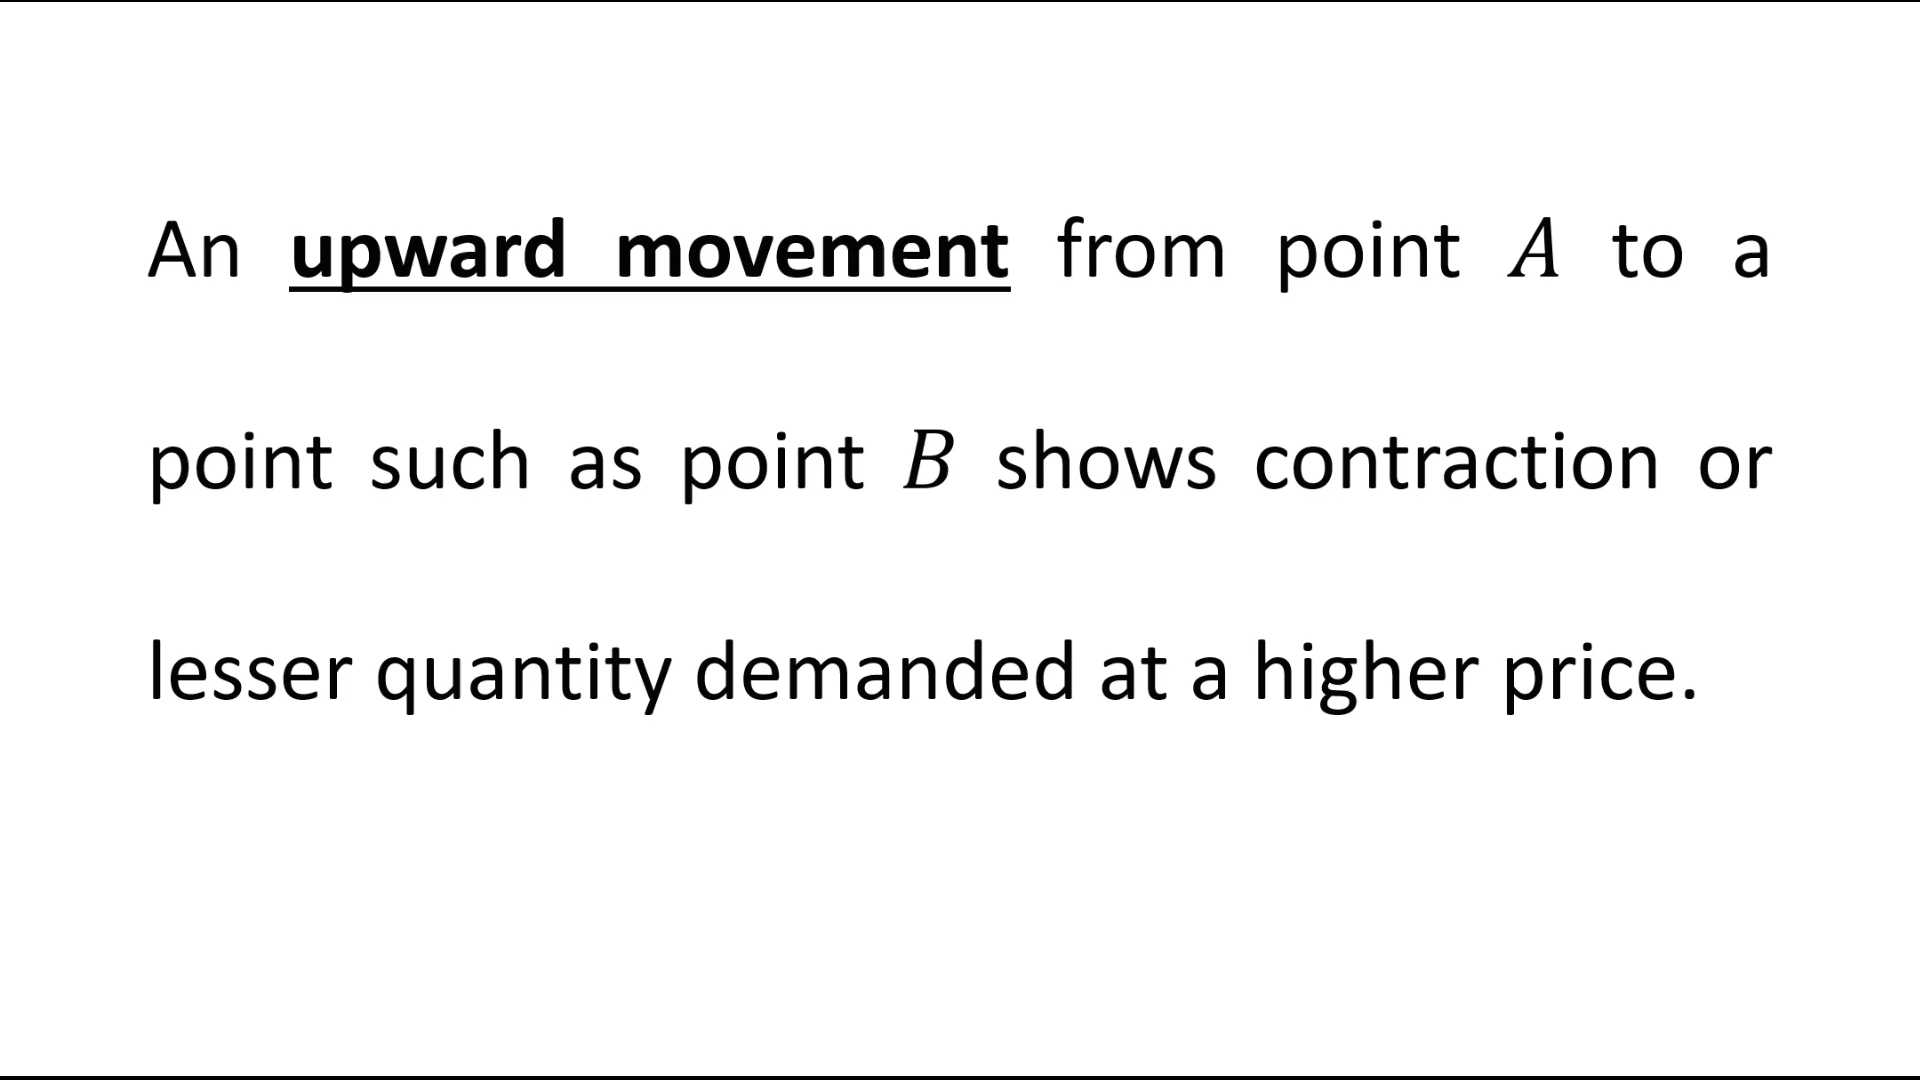 An upward movement from point A to a
point such as point B shows contraction or
lesser quantity demanded at a higher price.